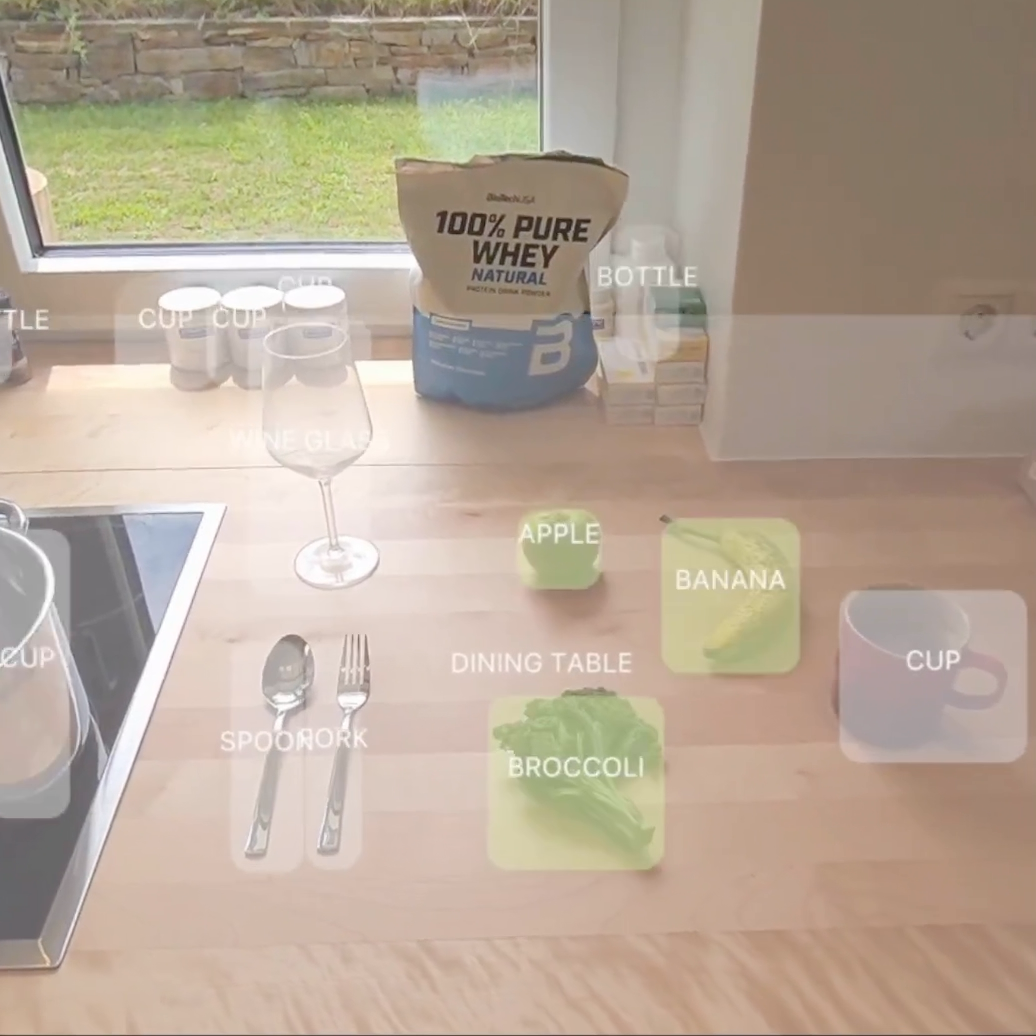 BioTechUSA
100% PURE
WHEY
NATURAL
PROTEIN DRINK POWDER
B
BOTTLE
CUP
CUP
CUP
TLE
WINE GLASS
APPLE
BANANA
CUP
DINING TABLE
CUP
SPOON
FORK
BROCCOLI